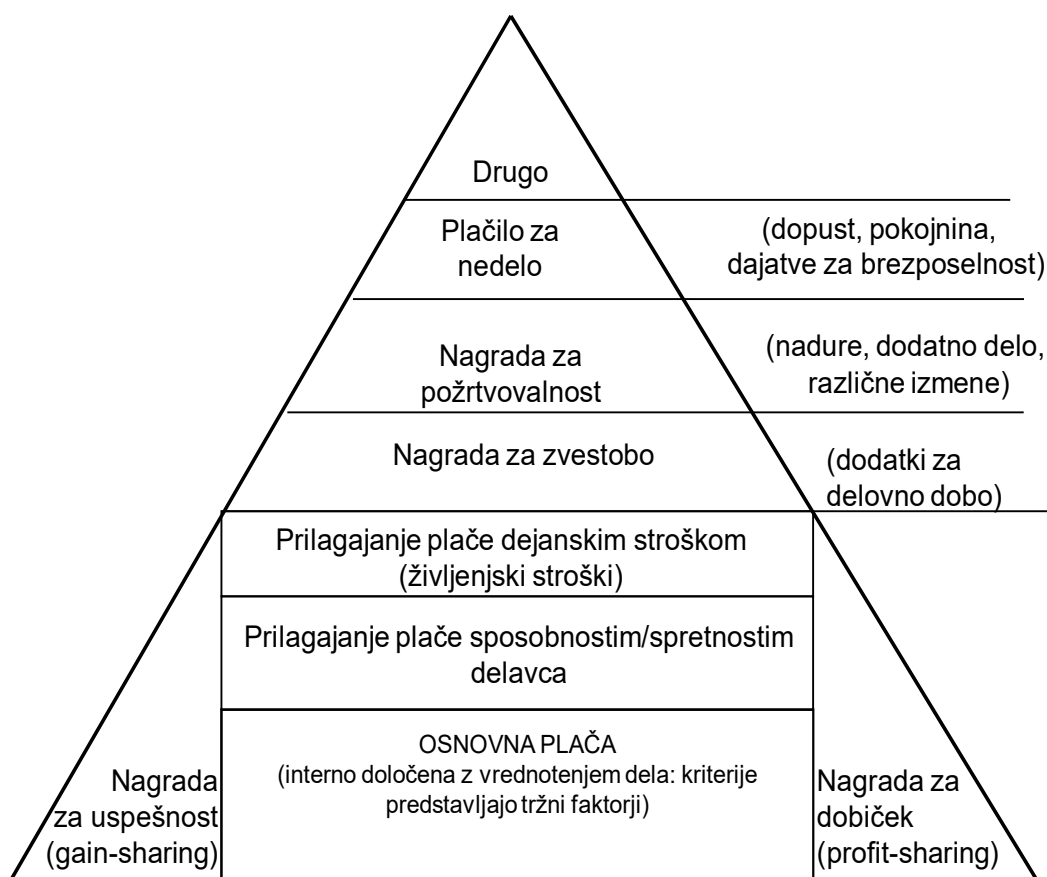 Drugo
Plačilo za
nedelo
(dopust, pokojnina,
dajatve za brezposelnost)
Nagrada za
požrtvovalnost
(nadure, dodatno delo,
različne izmene)
Nagrada za zvestobo
(dodatki za
delovno dobo)
Prilagajanje plače dejanskim stroškom
(življenjski stroški)
Prilagajanje plače sposobnostim/spretnostim
delavca
OSNOVNA PLAČA
(interno določena z vrednotenjem dela: kriterije
predstavljajo tržni faktorji)
Nagrada
za uspešnost
(gain-sharing)
Nagrada za
dobiček
(profit-sharing)